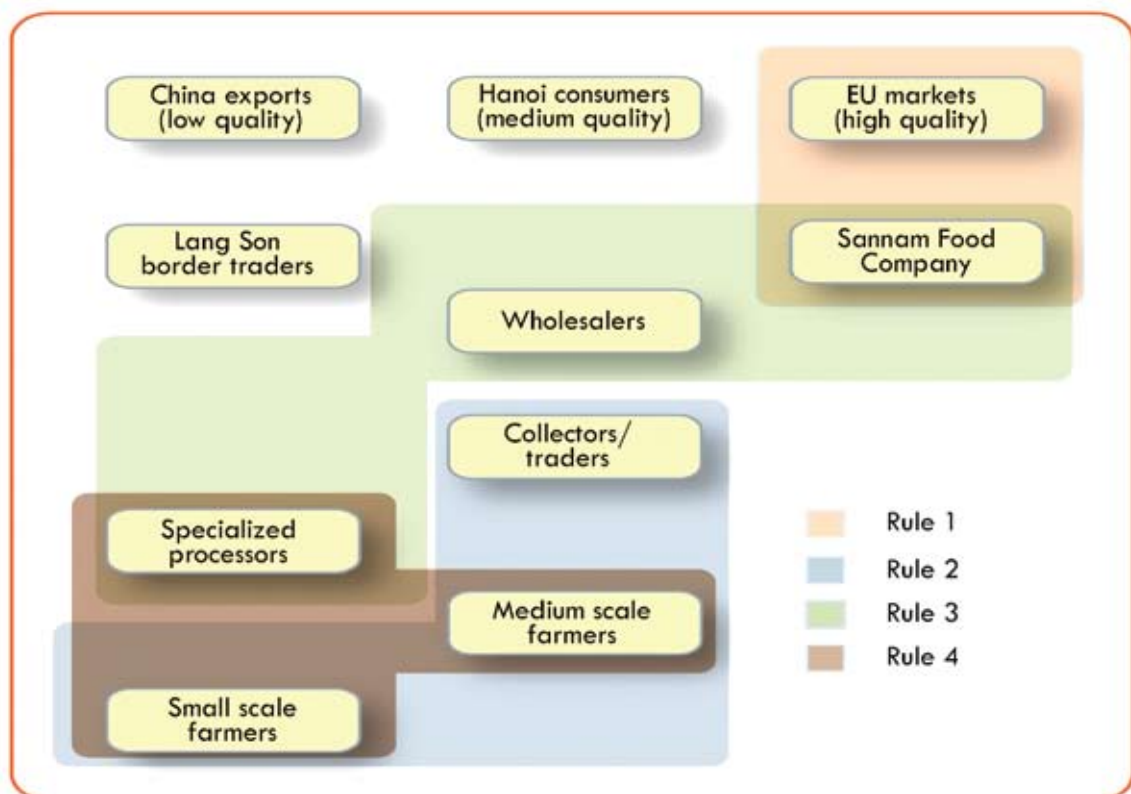 China exports
(low quality)
Hanoi consumers
(medium quality)
EU markets
(high quality)
Lang Son
border traders
Sannam Food
Company
Wholesalers
Collectors/
traders
Specialized
processors
Medium scale
farmers
Small scale
farmers
Rule 1
Rule 2
Rule 3
Rule 4